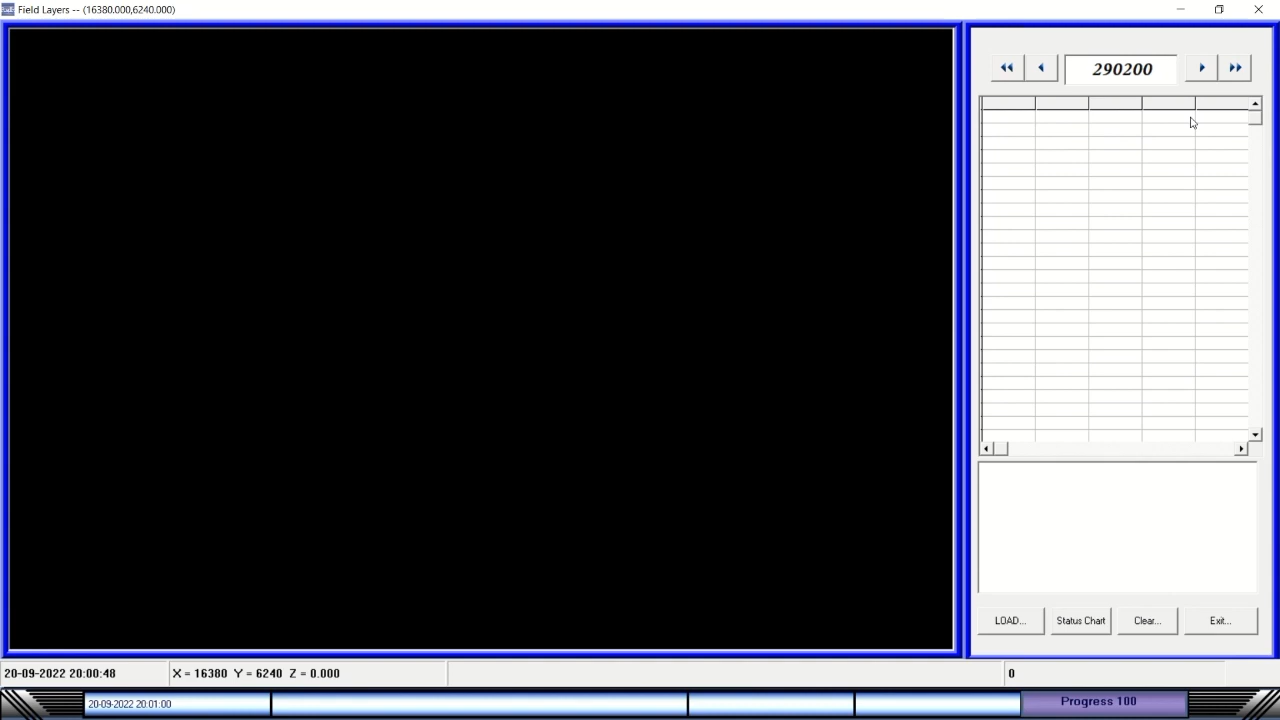 Field Layers -- (16380.000,6240.000)
290200
LOAD...
Status Chart
Clear...
Exit...
20-09-2022 20:00:48
X = 16380 Y = 6240 Z = 0.000
0
20-09-2022 20:01:00
Progress 100